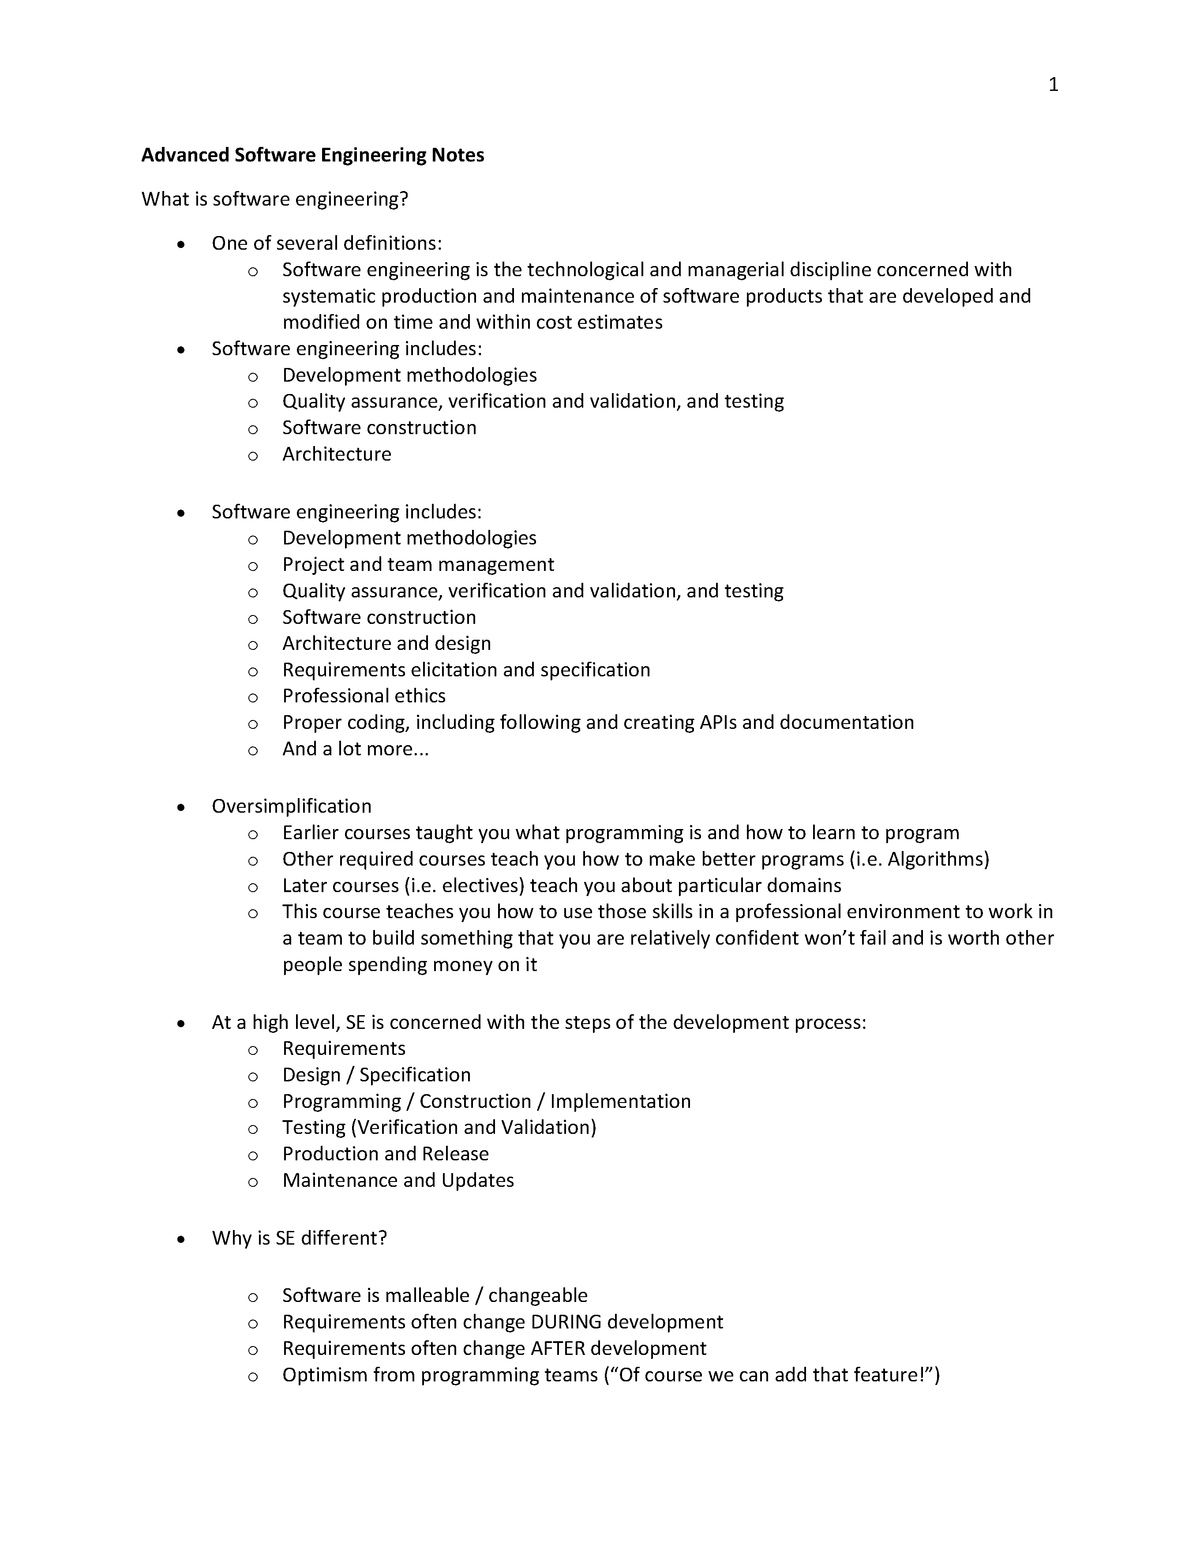 1
Advanced Software Engineering Notes
What is software engineering?
• One of several definitions:
o Software engineering is the technological and managerial discipline concerned with
systematic production and maintenance of software products that are developed and
modified on time and within cost estimates
• Software engineering includes:
o Development methodologies
o Quality assurance, verification and validation, and testing
o Software construction
o Architecture
• Software engineering includes:
o Development methodologies
o Project and team management
o Quality assurance, verification and validation, and testing
o Software construction
o Architecture and design
o Requirements elicitation and specification
o Professional ethics
o Proper coding, including following and creating APIs and documentation
o And a lot more...
• Oversimplification
o Earlier courses taught you what programming is and how to learn to program
o Other required courses teach you how to make better programs (i.e. Algorithms)
o Later courses (i.e. electives) teach you about particular domains
o This course teaches you how to use those skills in a professional environment to work in
a team to build something that you are relatively confident won’t fail and is worth other
people spending money on it
• At a high level, SE is concerned with the steps of the development process:
o Requirements
o Design / Specification
o Programming / Construction / Implementation
o Testing (Verification and Validation)
o Production and Release
o Maintenance and Updates
• Why is SE different?
o Software is malleable / changeable
o Requirements often change DURING development
o Requirements often change AFTER development
o Optimism from programming teams (“Of course we can add that feature!”)